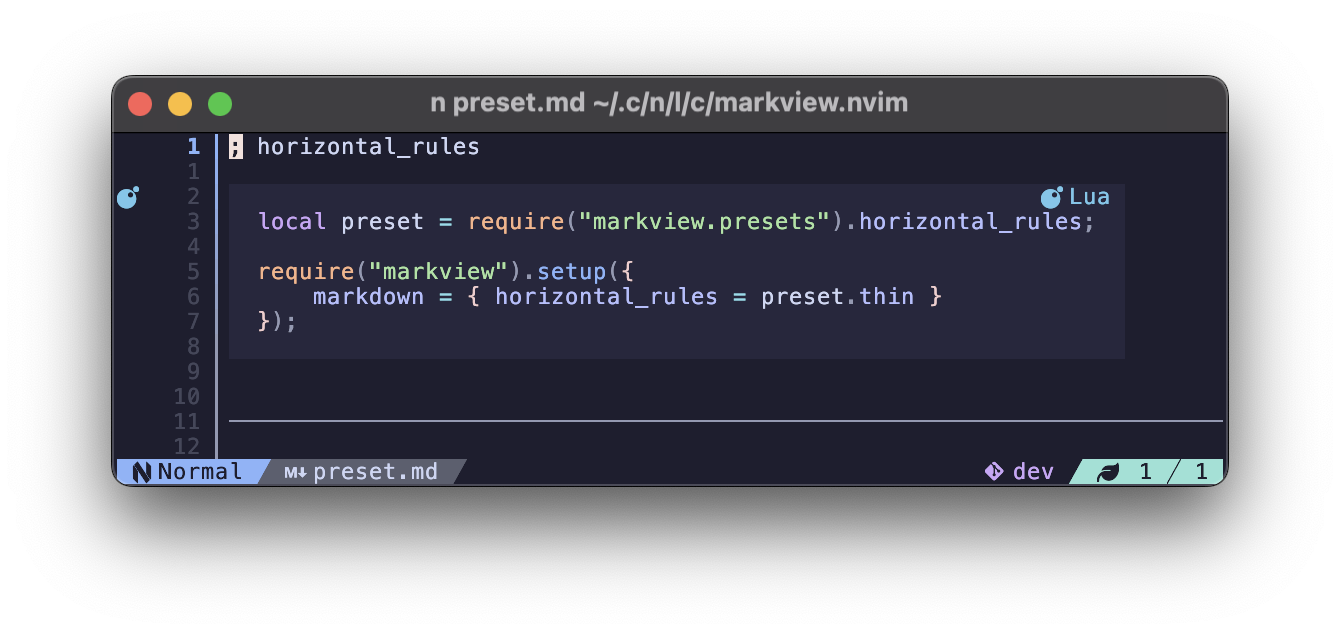 n preset.md ~/.c/n/l/c/markview.nvim
1 ; horizontal_rules
1
2 Lua
3 local preset = require("markview.presets").horizontal_rules;
4
5 require("markview").setup({
6     markdown = { horizontal_rules = preset.thin }
7 });
8
9
10
11
12
Normal M↓ preset.md dev 1 / 1